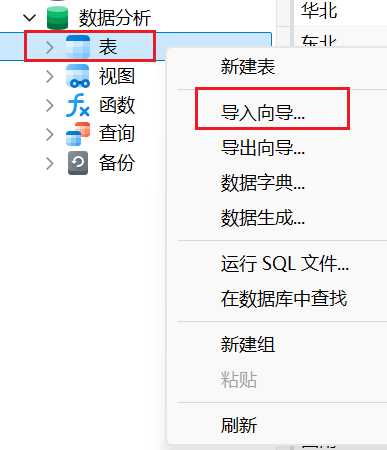 数据分析
表
视图
函数
查询
备份
华北
东北
新建表
导入向导...
导出向导...
数据字典...
数据生成...
运行 SQL 文件...
在数据库中查找
新建组
粘贴
刷新